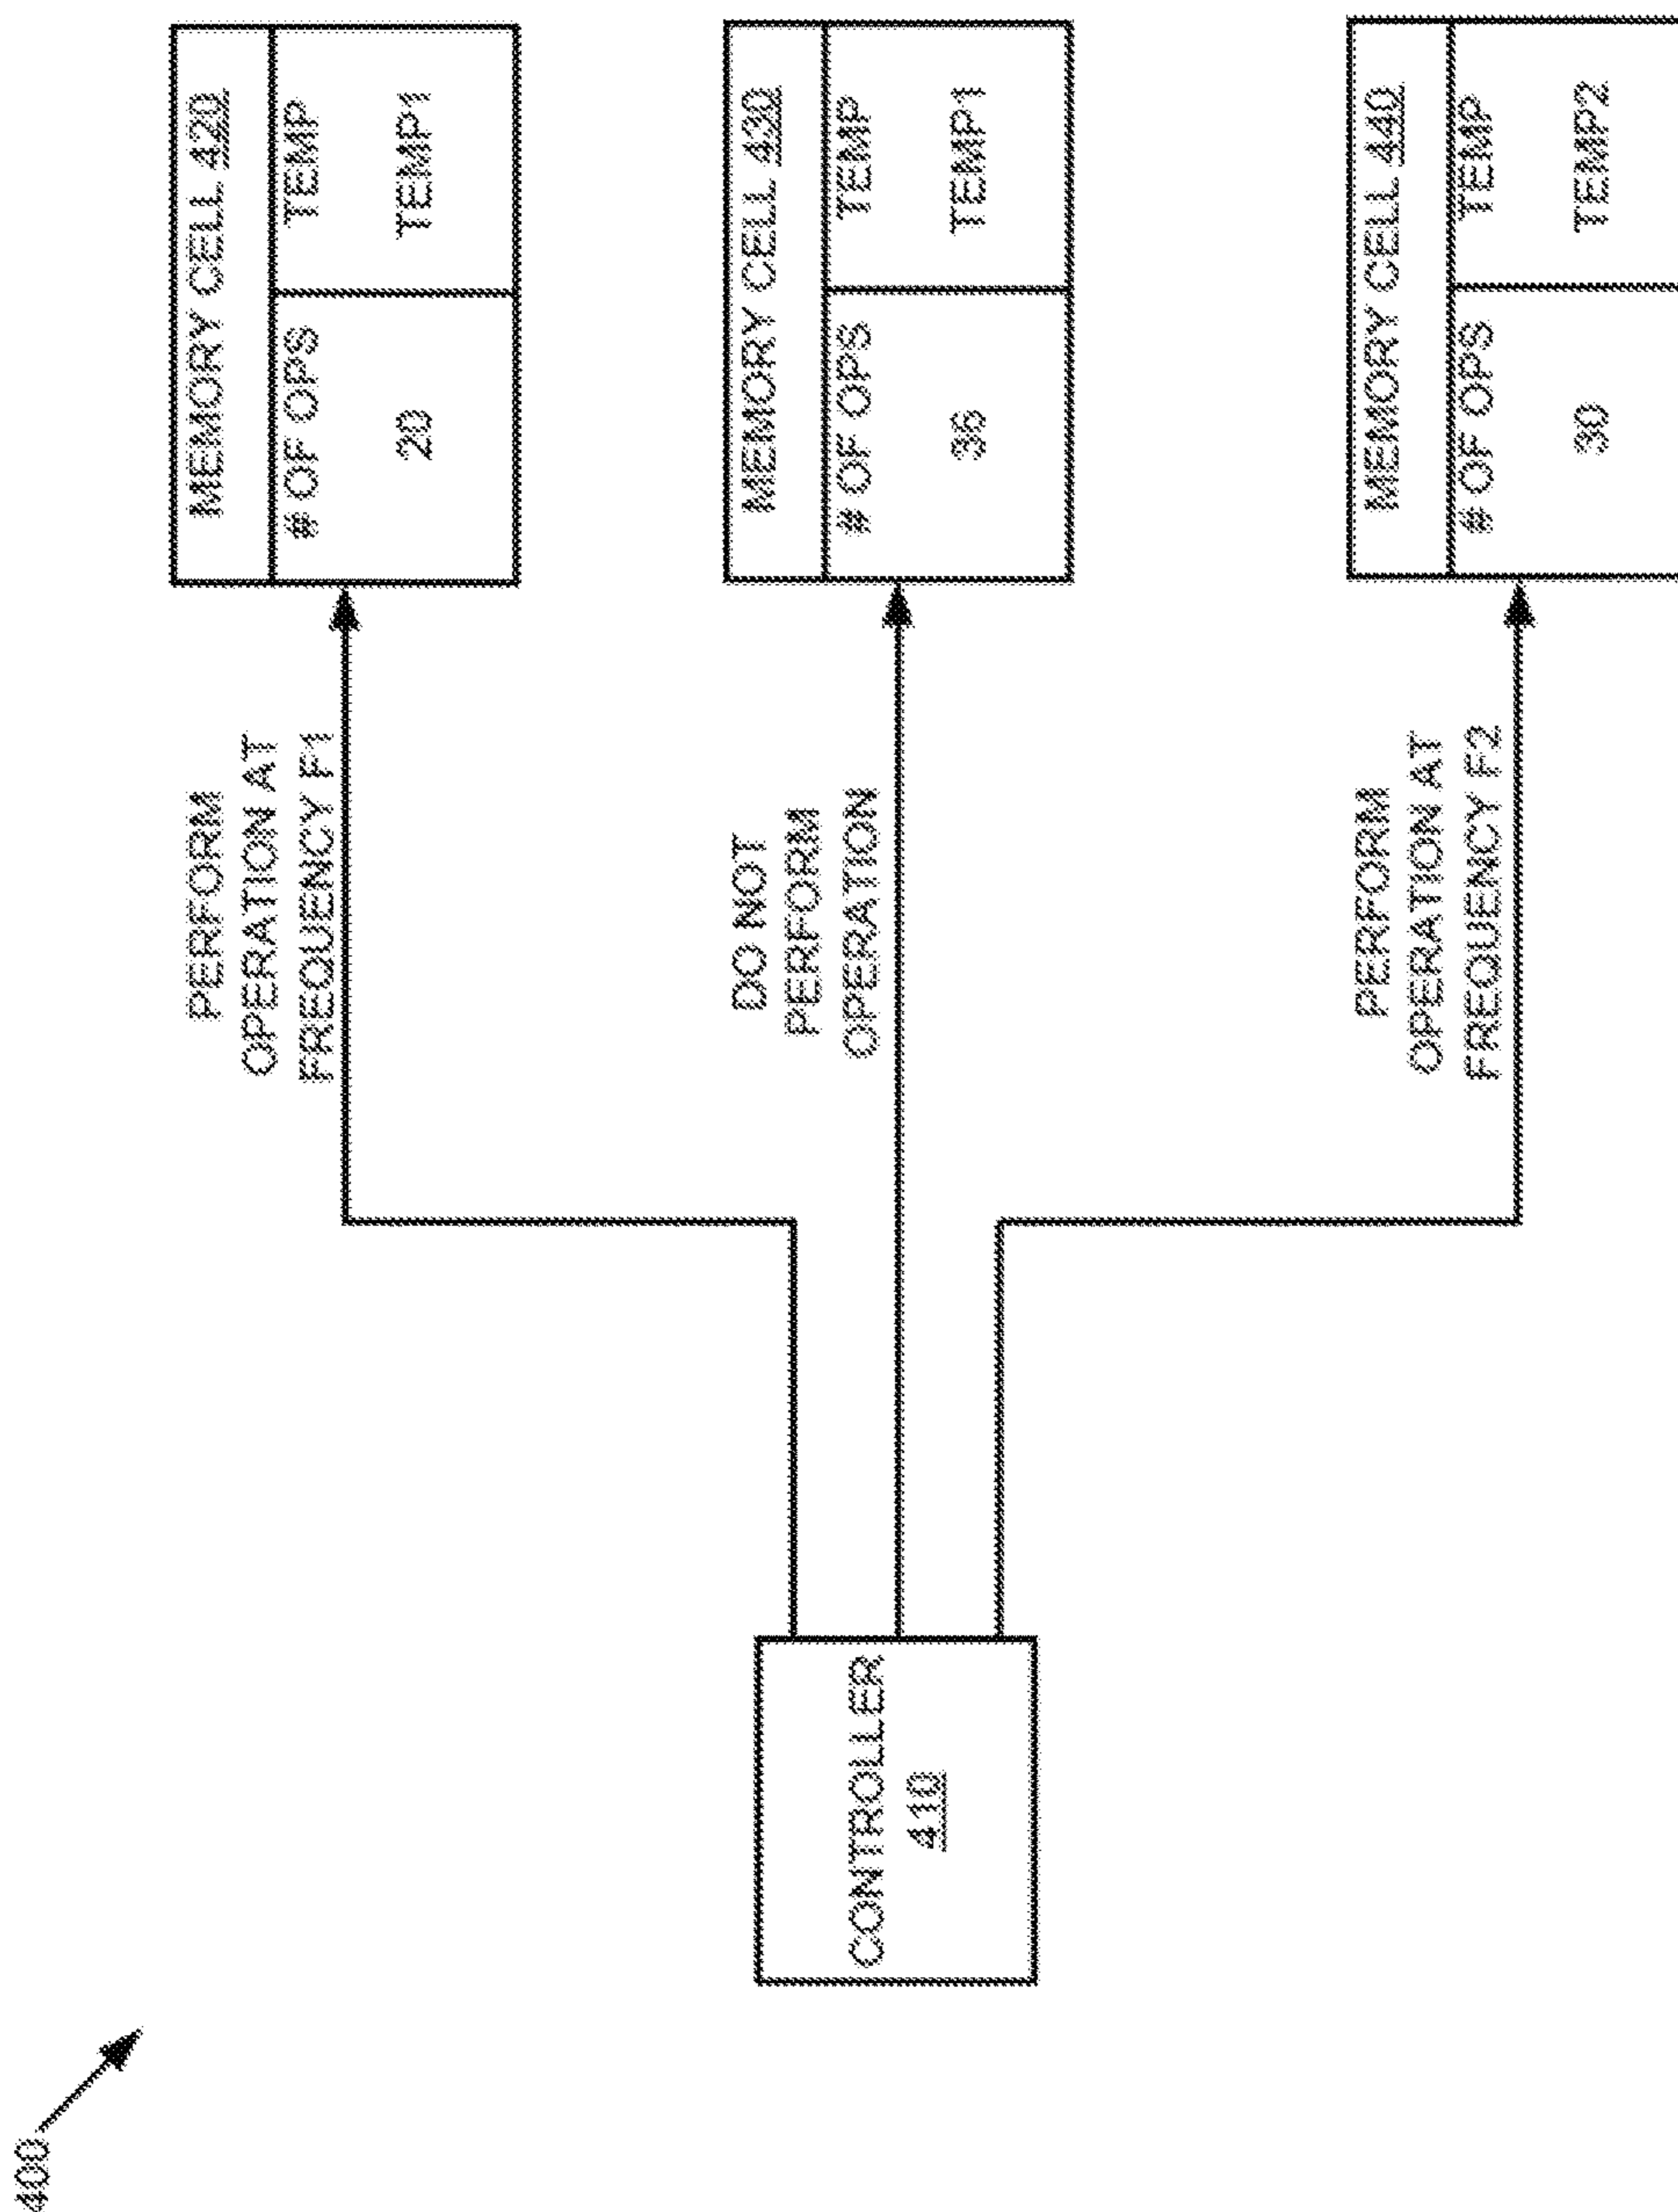 400
CONTROLLER
410
PERFORM
OPERATION AT
FREQUENCY F1
MEMORY CELL 420
# OF OPS
TEMP
20
TEMP1
DO NOT
PERFORM
OPERATION
MEMORY CELL 430
# OF OPS
TEMP
36
TEMP1
PERFORM
OPERATION AT
FREQUENCY F2
MEMORY CELL 440
# OF OPS
TEMP
30
TEMP2